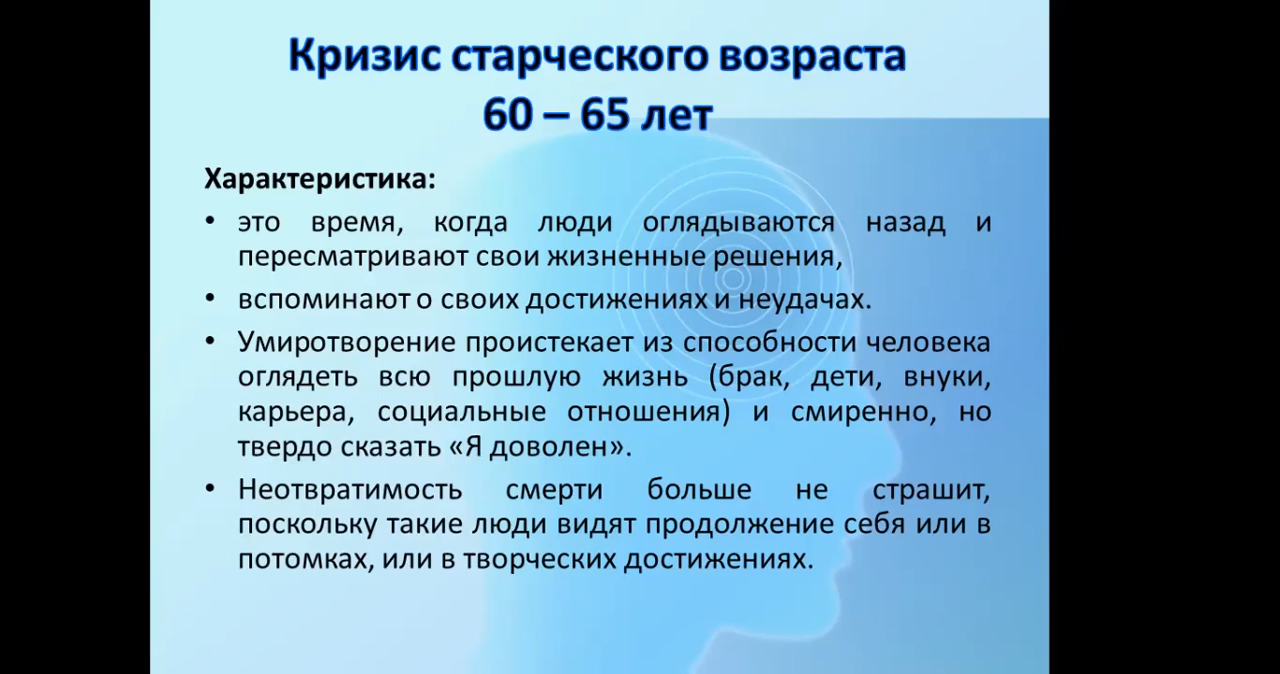 Кризис старческого возраста
60 – 65 лет
Характеристика:
• это время, когда люди оглядываются назад и
пересматривают свои жизненные решения,
• вспоминают о своих достижениях и неудачах.
• Умиротворение проистекает из способности человека
оглядеть всю прошлую жизнь (брак, дети, внуки,
карьера, социальные отношения) и смиренно, но
твердо сказать «Я доволен».
• Неотвратимость смерти больше не страшит,
поскольку такие люди видят продолжение себя или в
потомках, или в творческих достижениях.